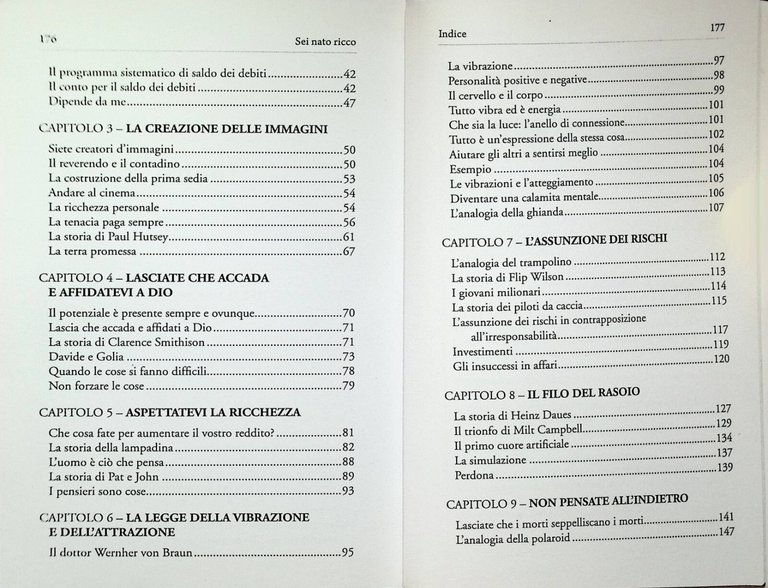 176 Sei nato ricco
Il programma sistematico di saldo dei debiti.....................42
Il conto per il saldo dei debiti.....................42
Dipende da me.....................47
CAPITOLO 3 – LA CREAZIONE DELLE IMMAGINI
Siete creatori d'immagini.....................50
Il reverendo e il contadino.....................50
La costruzione della prima sedia.....................53
Andare al cinema.....................54
La ricchezza personale.....................54
La tenacia paga sempre.....................56
La storia di Paul Hutsey.....................61
La terra promessa.....................67
CAPITOLO 4 – LASCIATE CHE ACCADA
E AFFIDATEVI A DIO
Il potenziale è presente sempre e ovunque.....................70
Lascia che accada e affidati a Dio.....................71
La storia di Clarence Smithison.....................71
Davide e Golia.....................73
Quando le cose si fanno difficili.....................78
Non forzare le cose.....................79
CAPITOLO 5 – ASPETTATEVI LA RICCHEZZA
Che cosa fate per aumentare il vostro reddito?.....................81
La storia della lampadina.....................82
L'uomo è ciò che pensa.....................88
La storia di Pat e John.....................89
I pensieri sono cose.....................93
CAPITOLO 6 – LA LEGGE DELLA VIBRAZIONE
E DELL'ATTRAZIONE
Il dottor Wernher von Braun.....................95
Indice 177
La vibrazione.....................97
Personalità positive e negative.....................98
Il cervello e il corpo.....................99
Tutto vibra ed è energia.....................101
Che sia la luce: l'anello di connessione.....................101
Tutto è un'espressione della stessa cosa.....................102
Aiutare gli altri a sentirsi meglio.....................104
Esempio.....................104
Le vibrazioni e l'atteggiamento.....................105
Diventare una calamita mentale.....................106
L'analogia della ghianda.....................107
CAPITOLO 7 – L'ASSUNZIONE DEI RISCHI
L'analogia del trampolino.....................112
La storia di Flip Wilson.....................113
I giovani milionari.....................114
La storia dei piloti da caccia.....................115
L'assunzione dei rischi in contrapposizione
all'irresponsabilità.....................117
Investimenti.....................119
Gli insuccessi in affari.....................120
CAPITOLO 8 – IL FILO DEL RASOIO
La storia di Heinz Daues.....................127
Il trionfo di Milt Campbell.....................129
Il primo cuore artificiale.....................134
La simulazione.....................137
Perdona.....................139
CAPITOLO 9 – NON PENSATE ALL'INDIETRO
Lasciate che i morti seppelliscano i morti.....................141
L'analogia della polaroid.....................147